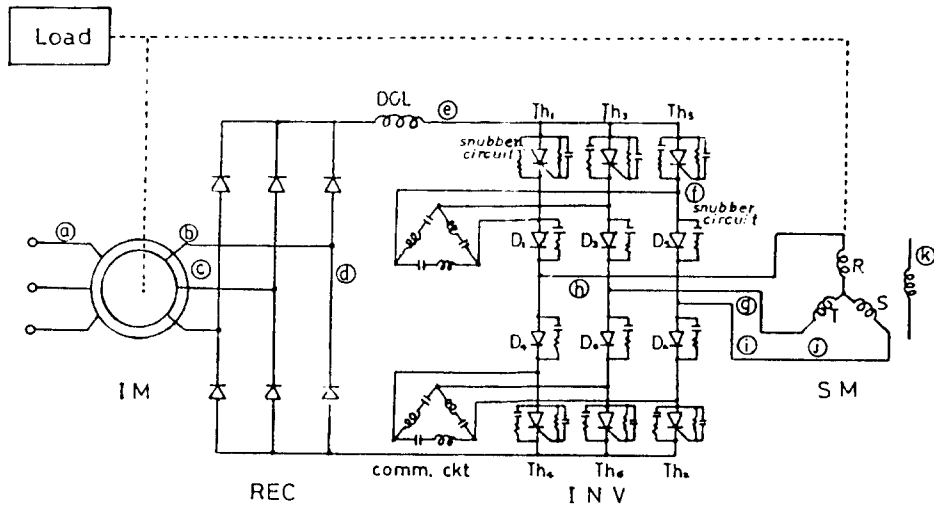 Load
DCL
ⓔ
Th₁
Th₃
Th₅
snubber
circuit
ⓕ
snubber
circuit
ⓐ
ⓑ
ⓒ
ⓓ
D₁
D₃
D₅
ⓗ
R
ⓚ
ⓖ
T
S
D₄
D₆
D₂
ⓘ
ⓙ
IM
SM
comm. ckt
Th₄
Th₆
Th₂
REC
INV